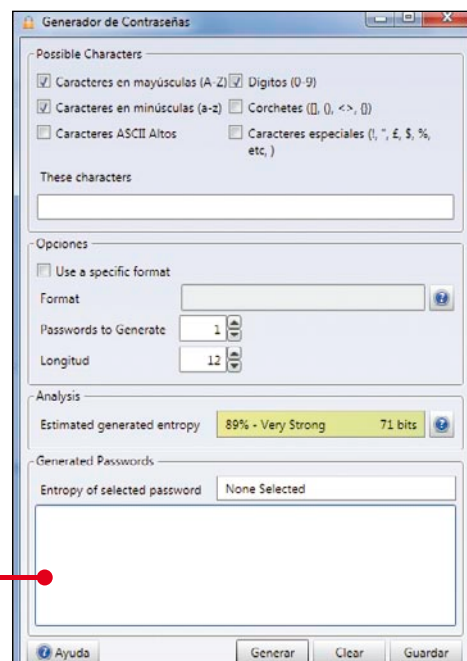 Generador de Contraseñas
Possible Characters
Caracteres en mayúsculas (A-Z)
Dígitos (0-9)
Caracteres en minúsculas (a-z)
Corchetes ([], (), <>, {})
Caracteres ASCII Altos
Caracteres especiales (!, ", £, $, %,
etc, )
These characters
Opciones
Use a specific format
Format
Passwords to Generate 1
Longitud 12
Analysis
Estimated generated entropy 89% - Very Strong 71 bits
Generated Passwords
Entropy of selected password None Selected
Ayuda Generar Clear Guardar